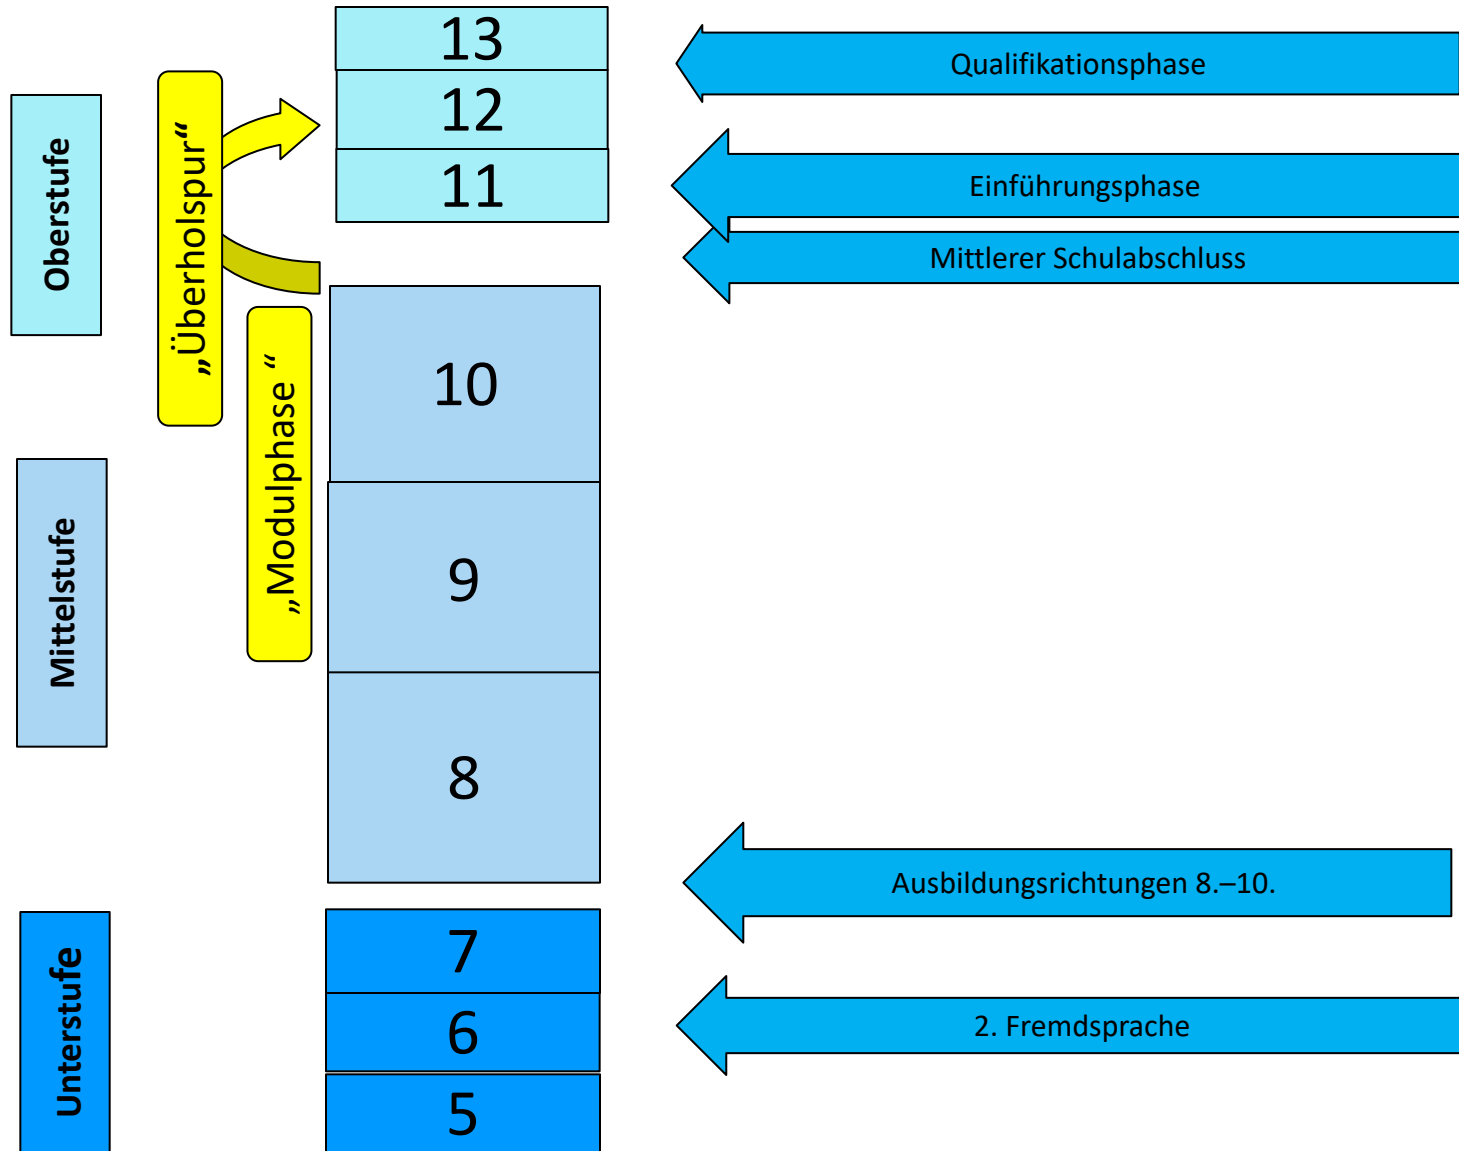 13
12
11
10
9
8
7
6
5
Oberstufe
Mittelstufe
Unterstufe
„Überholspur“
„Modulphase “
Qualifikationsphase
Einführungsphase
Mittlerer Schulabschluss
Ausbildungsrichtungen 8.–10.
2. Fremdsprache